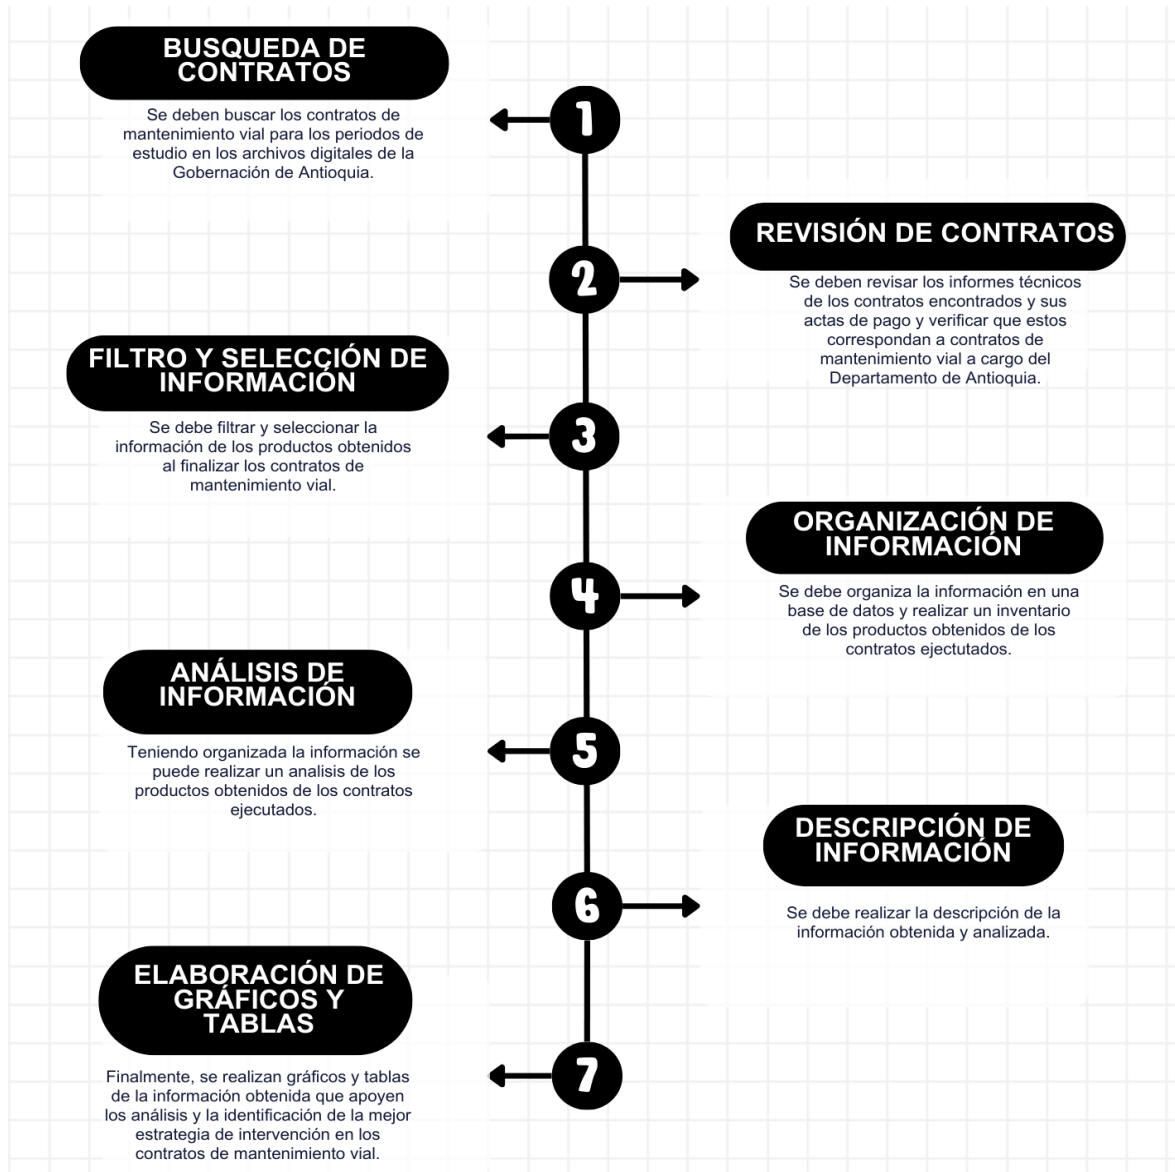 BUSQUEDA DE
CONTRATOS
Se deben buscar los contratos de
mantenimiento vial para los periodos de
estudio en los archivos digitales de la
Gobernación de Antioquia.
1
REVISIÓN DE CONTRATOS
Se deben revisar los informes técnicos
de los contratos encontrados y sus
actas de pago y verificar que estos
correspondan a contratos de
mantenimiento vial a cargo del
Departamento de Antioquia.
2
FILTRO Y SELECCIÓN DE
INFORMACIÓN
Se debe filtrar y seleccionar la
información de los productos obtenidos
al finalizar los contratos de
mantenimiento vial.
3
ORGANIZACIÓN DE
INFORMACIÓN
Se debe organiza la información en una
base de datos y realizar un inventario
de los productos obtenidos de los
contratos ejectutados.
4
ANÁLISIS DE
INFORMACIÓN
Teniendo organizada la información se
puede realizar un analisis de los
productos obtenidos de los contratos
ejecutados.
5
DESCRIPCIÓN DE
INFORMACIÓN
Se debe realizar la descripción de la
información obtenida y analizada.
6
ELABORACIÓN DE
GRÁFICOS Y
TABLAS
Finalmente, se realizan gráficos y tablas
de la información obtenida que apoyen
los análisis y la identificación de la mejor
estrategia de intervención en los
contratos de mantenimiento vial.
7